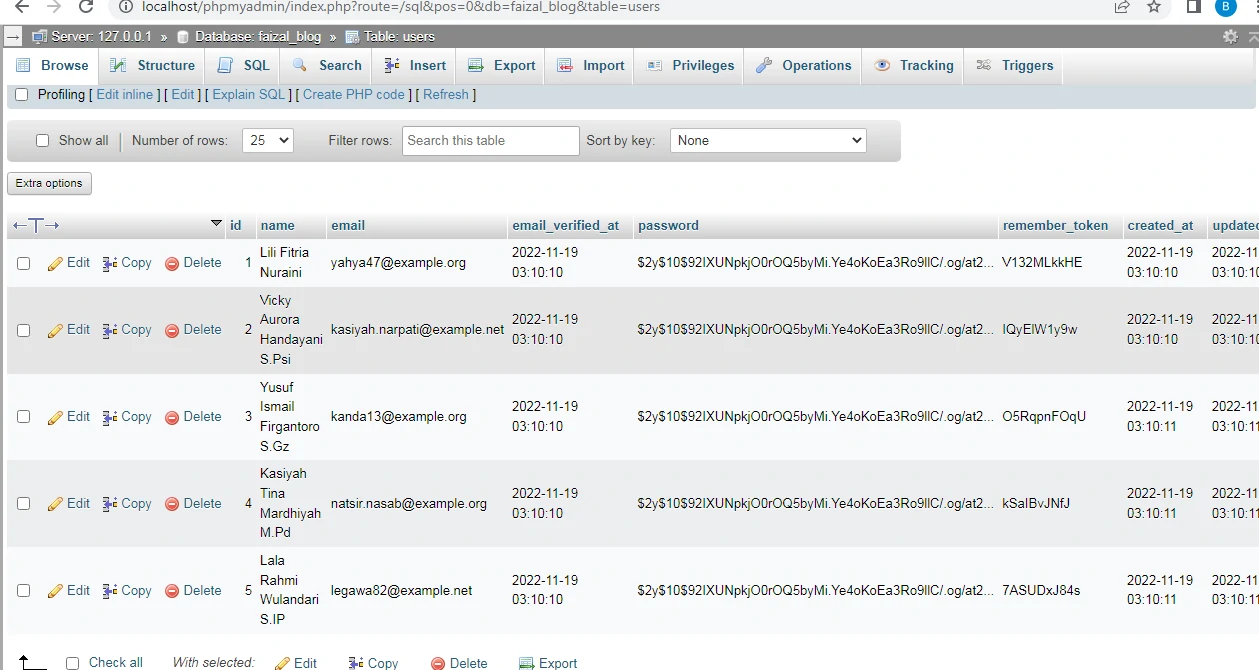 localhost/phpmyadmin/index.php?route=/sql&pos=0&db=faizal_blog&table=users
B
Server: 127.0.0.1 » Database: faizal_blog » Table: users
Browse Structure SQL Search Insert Export Import Privileges Operations Tracking Triggers
Profiling [ Edit inline ] [ Edit ] [ Explain SQL ] [ Create PHP code ] [ Refresh ]
Show all Number of rows: 25 Filter rows: Search this table Sort by key: None
Extra options
id name email email_verified_at password remember_token created_at updated
Edit Copy Delete 1 Lili Fitria Nuraini yahya47@example.org 2022-11-19 03:10:10 $2y$10$92IXUNpkjO0rOQ5byMi.Ye4oKoEa3Ro9llC/.og/at2... V132MLkkHE 2022-11-19 03:10:10 2022-11 03:10:10
Edit Copy Delete 2 Vicky Aurora Handayani S.Psi kasiyah.narpati@example.net 2022-11-19 03:10:10 $2y$10$92IXUNpkjO0rOQ5byMi.Ye4oKoEa3Ro9llC/.og/at2... IQyElW1y9w 2022-11-19 03:10:10 2022-11 03:10:10
Edit Copy Delete 3 Yusuf Ismail Firgantoro S.Gz kanda13@example.org 2022-11-19 03:10:10 $2y$10$92IXUNpkjO0rOQ5byMi.Ye4oKoEa3Ro9llC/.og/at2... O5RqpnFOqU 2022-11-19 03:10:11 2022-11 03:10:11
Edit Copy Delete 4 Kasiyah Tina Mardhiyah M.Pd natsir.nasab@example.org 2022-11-19 03:10:10 $2y$10$92IXUNpkjO0rOQ5byMi.Ye4oKoEa3Ro9llC/.og/at2... kSaIBvJNfJ 2022-11-19 03:10:11 2022-11 03:10:11
Edit Copy Delete 5 Lala Rahmi Wulandari S.IP legawa82@example.net 2022-11-19 03:10:10 $2y$10$92IXUNpkjO0rOQ5byMi.Ye4oKoEa3Ro9llC/.og/at2... 7ASUDxJ84s 2022-11-19 03:10:11 2022-11 03:10:11
Check all With selected: Edit Copy Delete Export